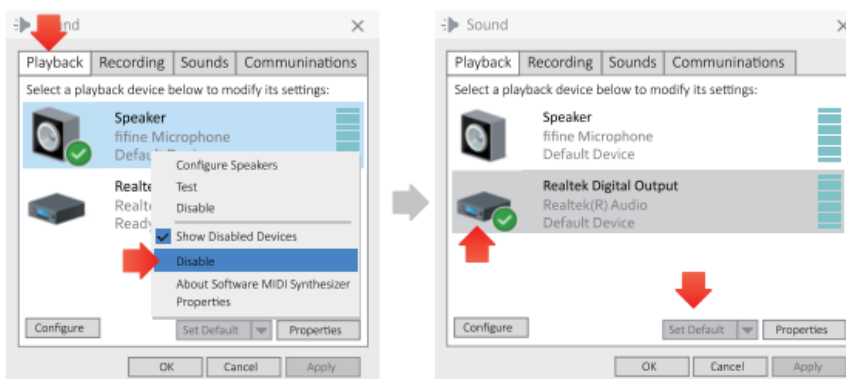 Sound
Playback Recording Sounds Communinations
Select a playback device below to modify its settings:
Speaker
fifine Microphone
Configure Speakers
Test
Disable
Show Disabled Devices
Disable
About Software MIDI Synthesizer
Properties
Ready
Configure
Set Default
Properties
OK
Cancel
Apply
Sound
Playback Recording Sounds Communinations
Select a playback device below to modify its settings:
Speaker
fifine Microphone
Default Device
Realtek Digital Output
Realtek(R) Audio
Default Device
Configure
Set Default
Properties
OK
Cancel
Apply